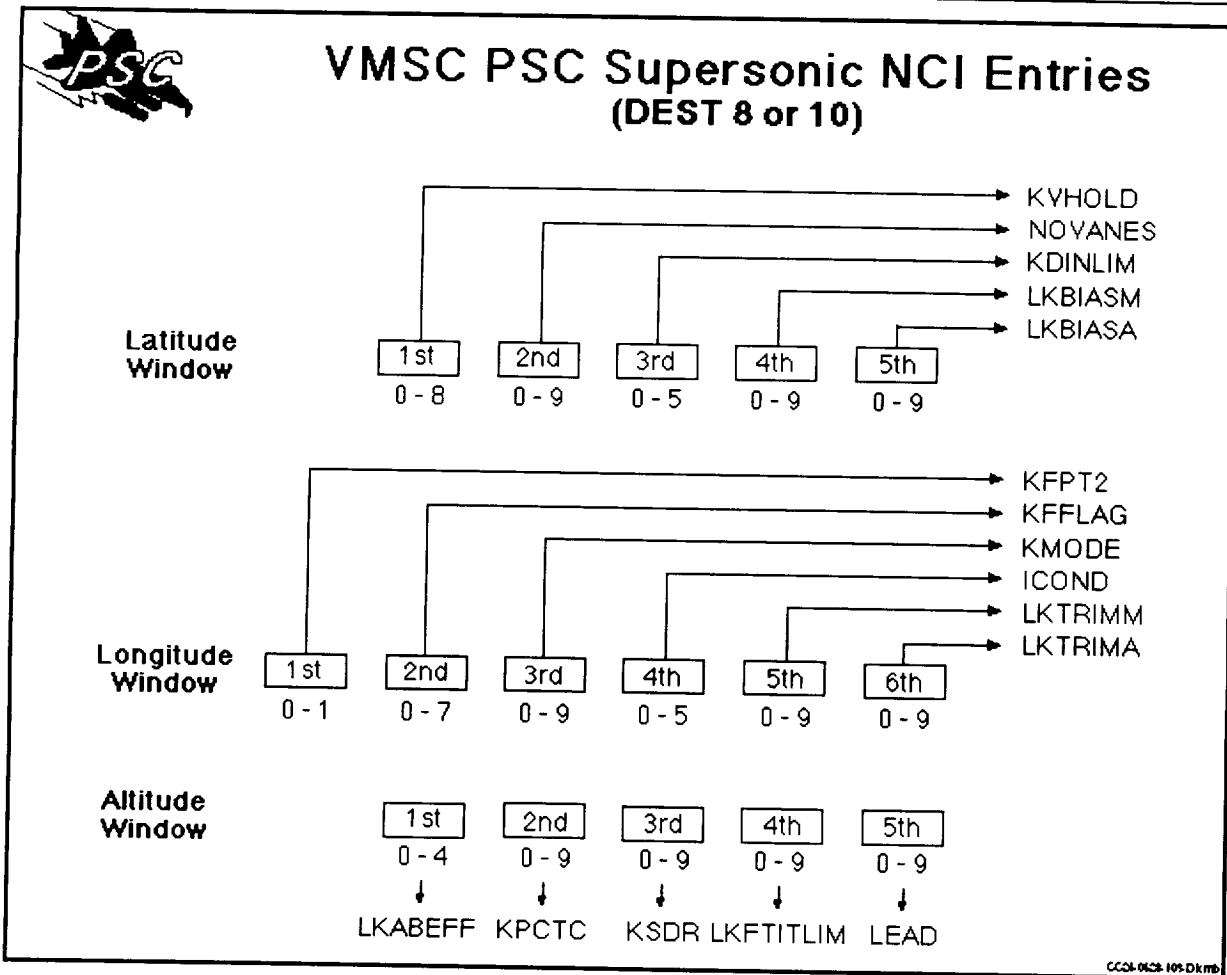 PSC
VMSC PSC Supersonic NCI Entries
(DEST 8 or 10)
KVHOLD
NOVANES
KDINLIM
LKBIASM
LKBIASA
Latitude
Window
1st 2nd 3rd 4th 5th
0 - 8 0 - 9 0 - 5 0 - 9 0 - 9
KFPT2
KFFLAG
KMODE
ICOND
LKTRIMM
LKTRIMA
Longitude
Window
1st 2nd 3rd 4th 5th 6th
0 - 1 0 - 7 0 - 9 0 - 5 0 - 9 0 - 9
Altitude
Window
1st 2nd 3rd 4th 5th
0 - 4 0 - 9 0 - 9 0 - 9 0 - 9
LKABEFF KPCTC KSDR LKFTITLIM LEAD